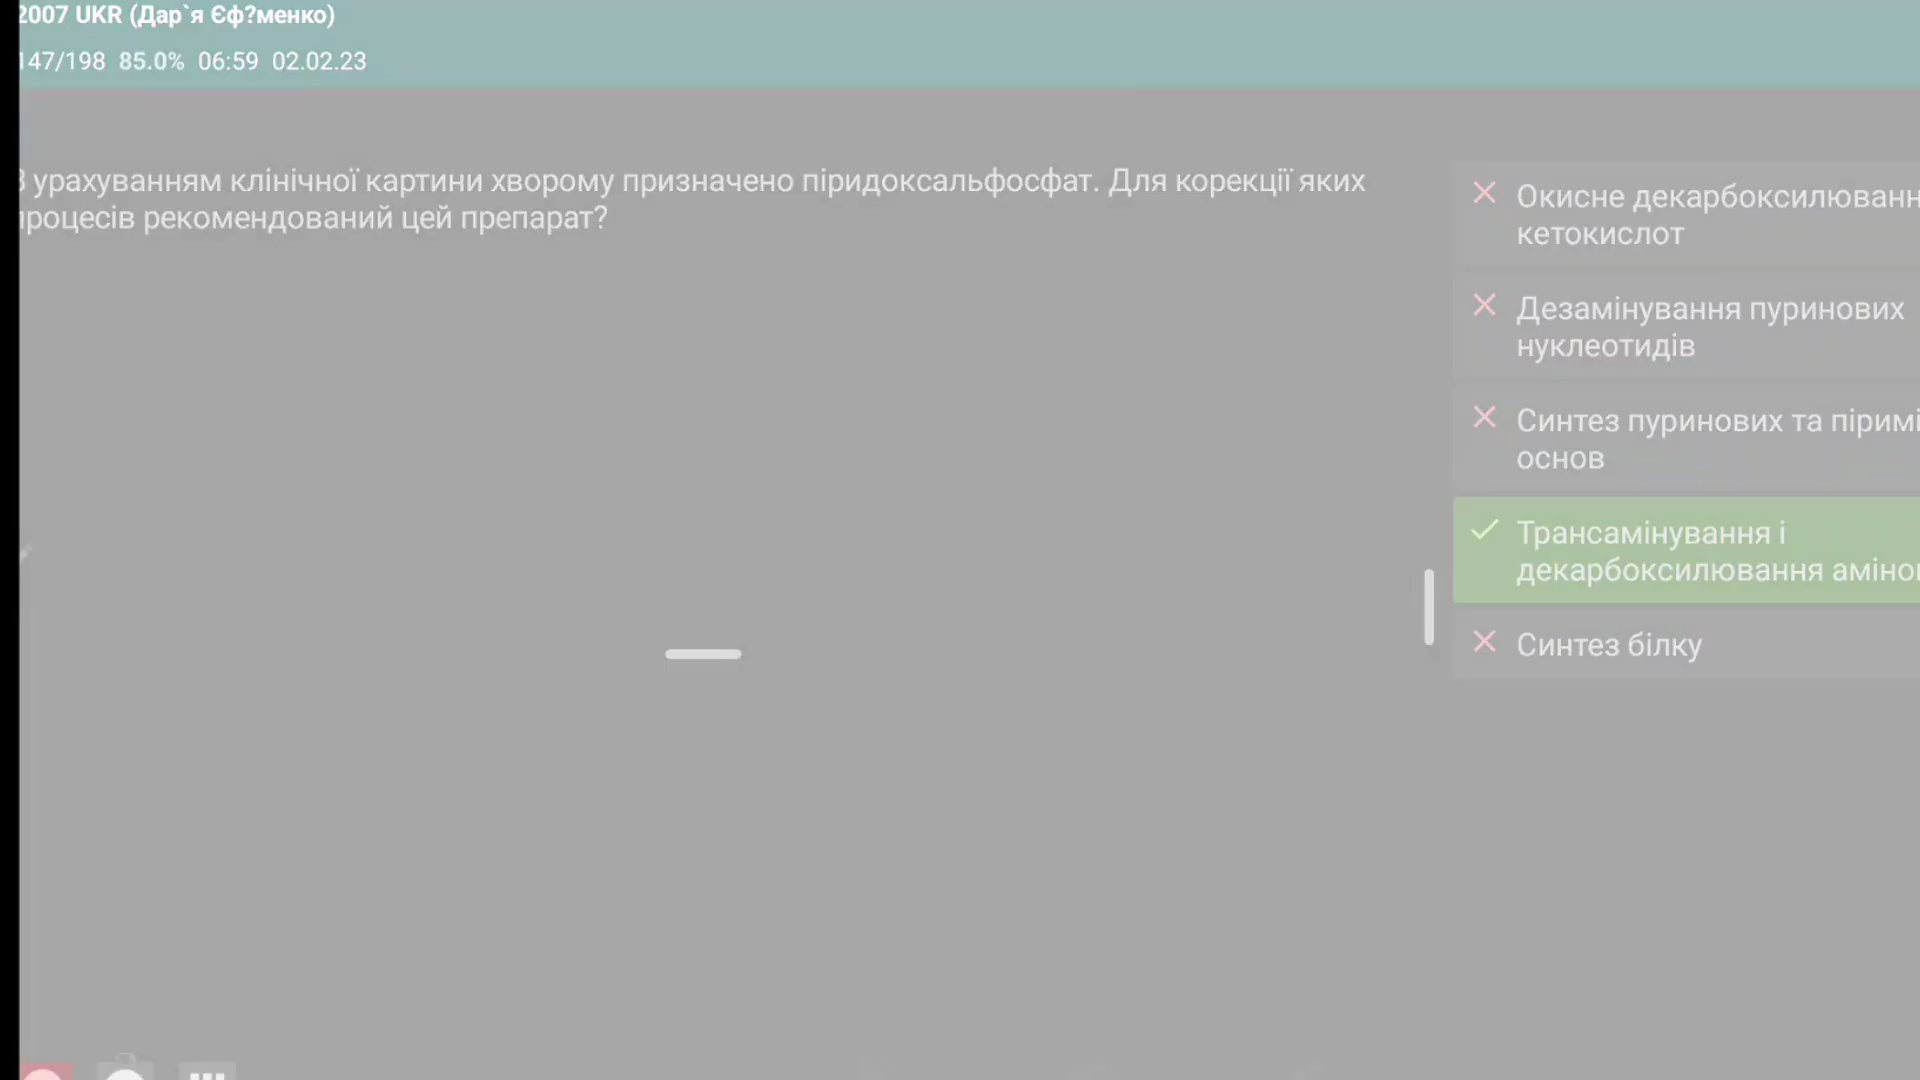 2007 UKR (Дар`я Єф?менко)
147/198 85.0% 06:59 02.02.23
З урахуванням клінічної картини хворому призначено піридоксальфосфат. Для корекції яких
процесів рекомендований цей препарат?
Окисне декарбоксилюванн
кетокислот
Дезамінування пуринових
нуклеотидів
Синтез пуринових та піримі
основ
Трансамінування і
декарбоксилювання аміно
Синтез білку